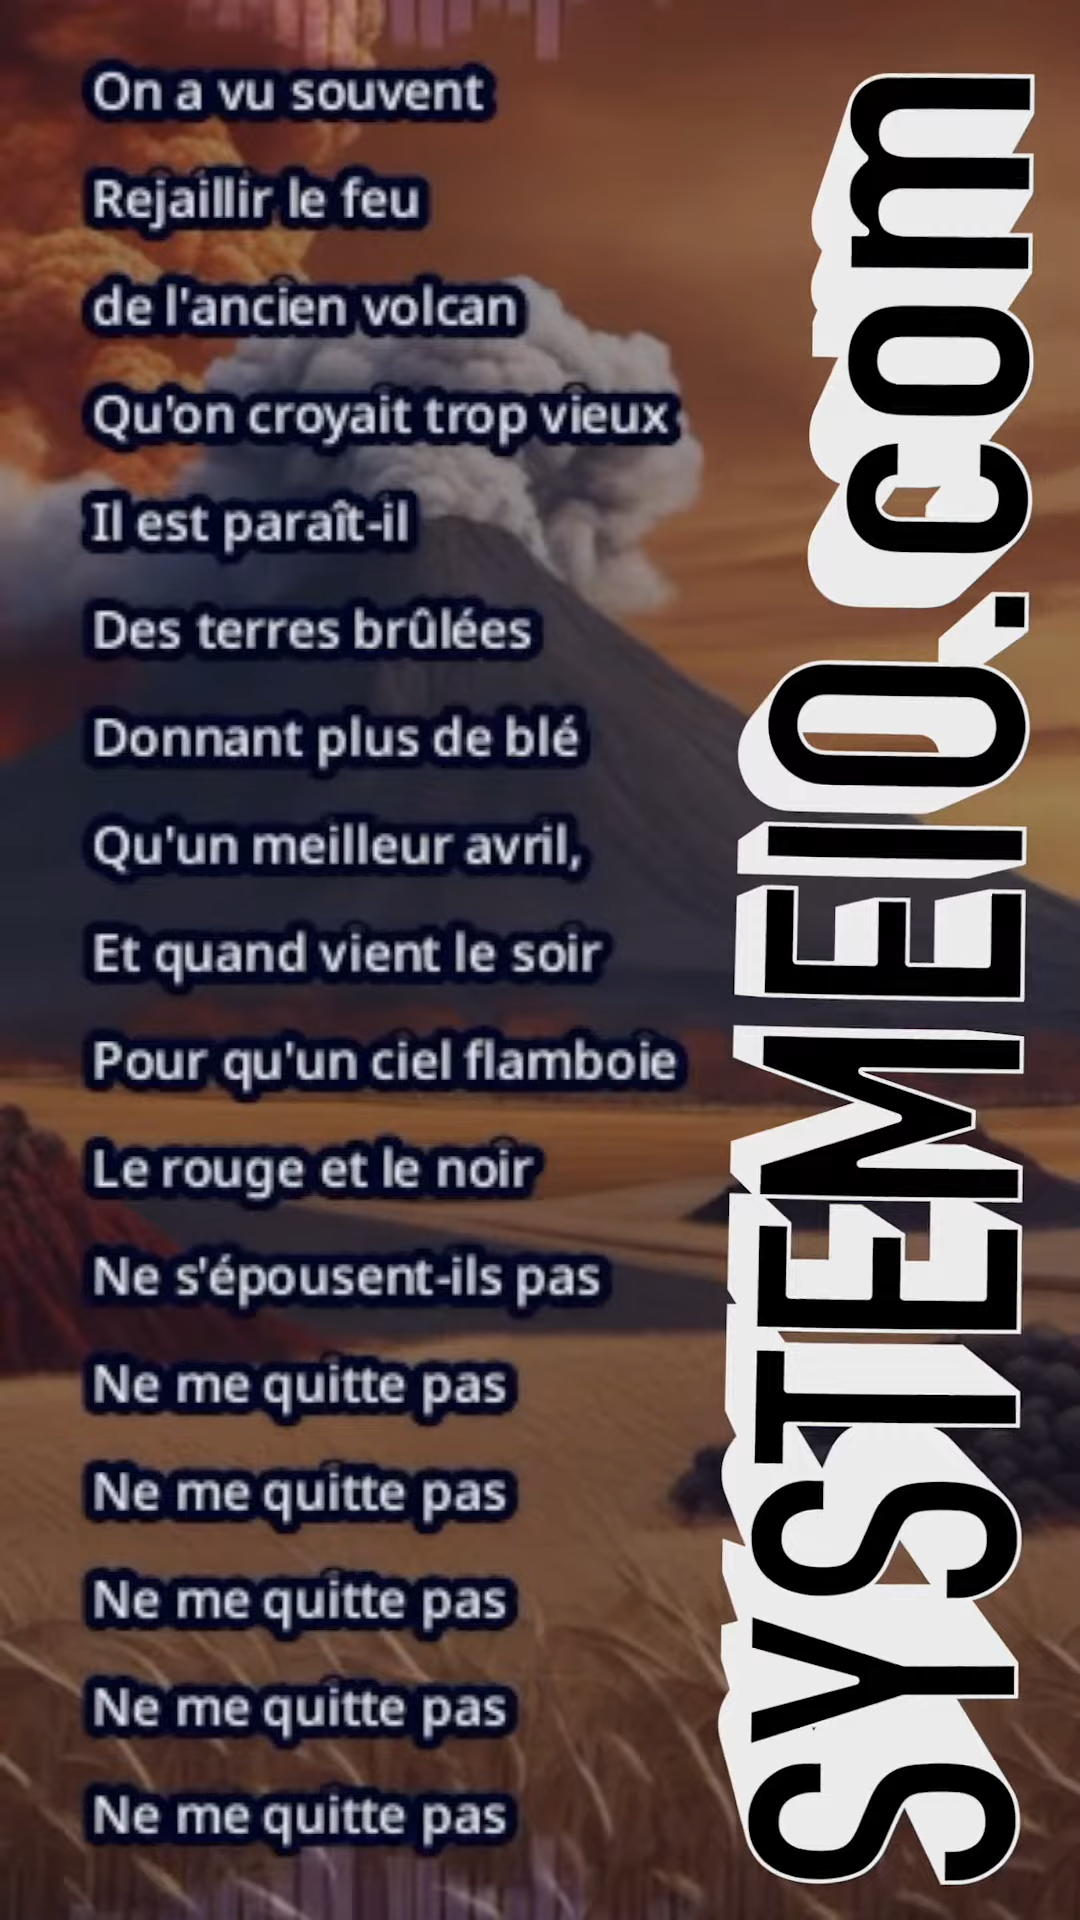 On a vu souvent
Rejaillir le feu
de l'ancien volcan
Qu'on croyait trop vieux
Il est paraît-il
Des terres brûlées
Donnant plus de blé
Qu'un meilleur avril,
Et quand vient le soir
Pour qu'un ciel flamboie
Le rouge et le noir
Ne s'épousent-ils pas
Ne me quitte pas
Ne me quitte pas
Ne me quitte pas
Ne me quitte pas
Ne me quitte pas
SYSTEMEIO.com